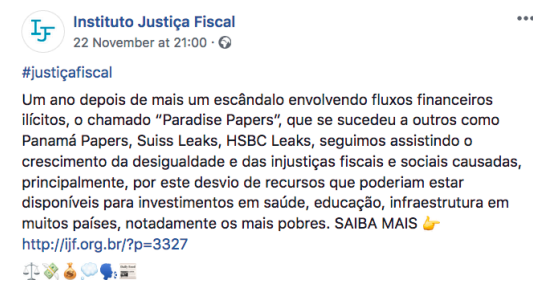 IJF
Instituto Justiça Fiscal
22 November at 21:00 ·
#justiçafiscal
Um ano depois de mais um escândalo envolvendo fluxos financeiros
ilícitos, o chamado “Paradise Papers”, que se sucedeu a outros como
Panamá Papers, Suiss Leaks, HSBC Leaks, seguimos assistindo o
crescimento da desigualdade e das injustiças fiscais e sociais causadas,
principalmente, por este desvio de recursos que poderiam estar
disponíveis para investimentos em saúde, educação, infraestrutura em
muitos países, notadamente os mais pobres. SAIBA MAIS 👉
http://ijf.org.br/?p=3327
⚖️💸💰💭🗣📰